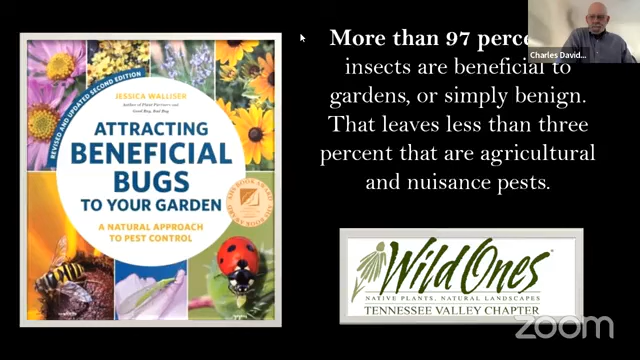 REVISED AND UPDATED SECOND EDITION
JESSICA WALLISER
Author of Plant Partners and
Good Bug, Bad Bug
ATTRACTING
BENEFICIAL
BUGS
TO YOUR GARDEN
A NATURAL APPROACH
TO PEST CONTROL
More than 97
insects are beneficial to
gardens, or simply benign.
That leaves less than three
percent that are agricultural
and nuisance pests.
Charles David...
Wild Ones
NATIVE PLANTS, NATURAL LANDSCAPES
TENNESSEE VALLEY CHAPTER
zoom